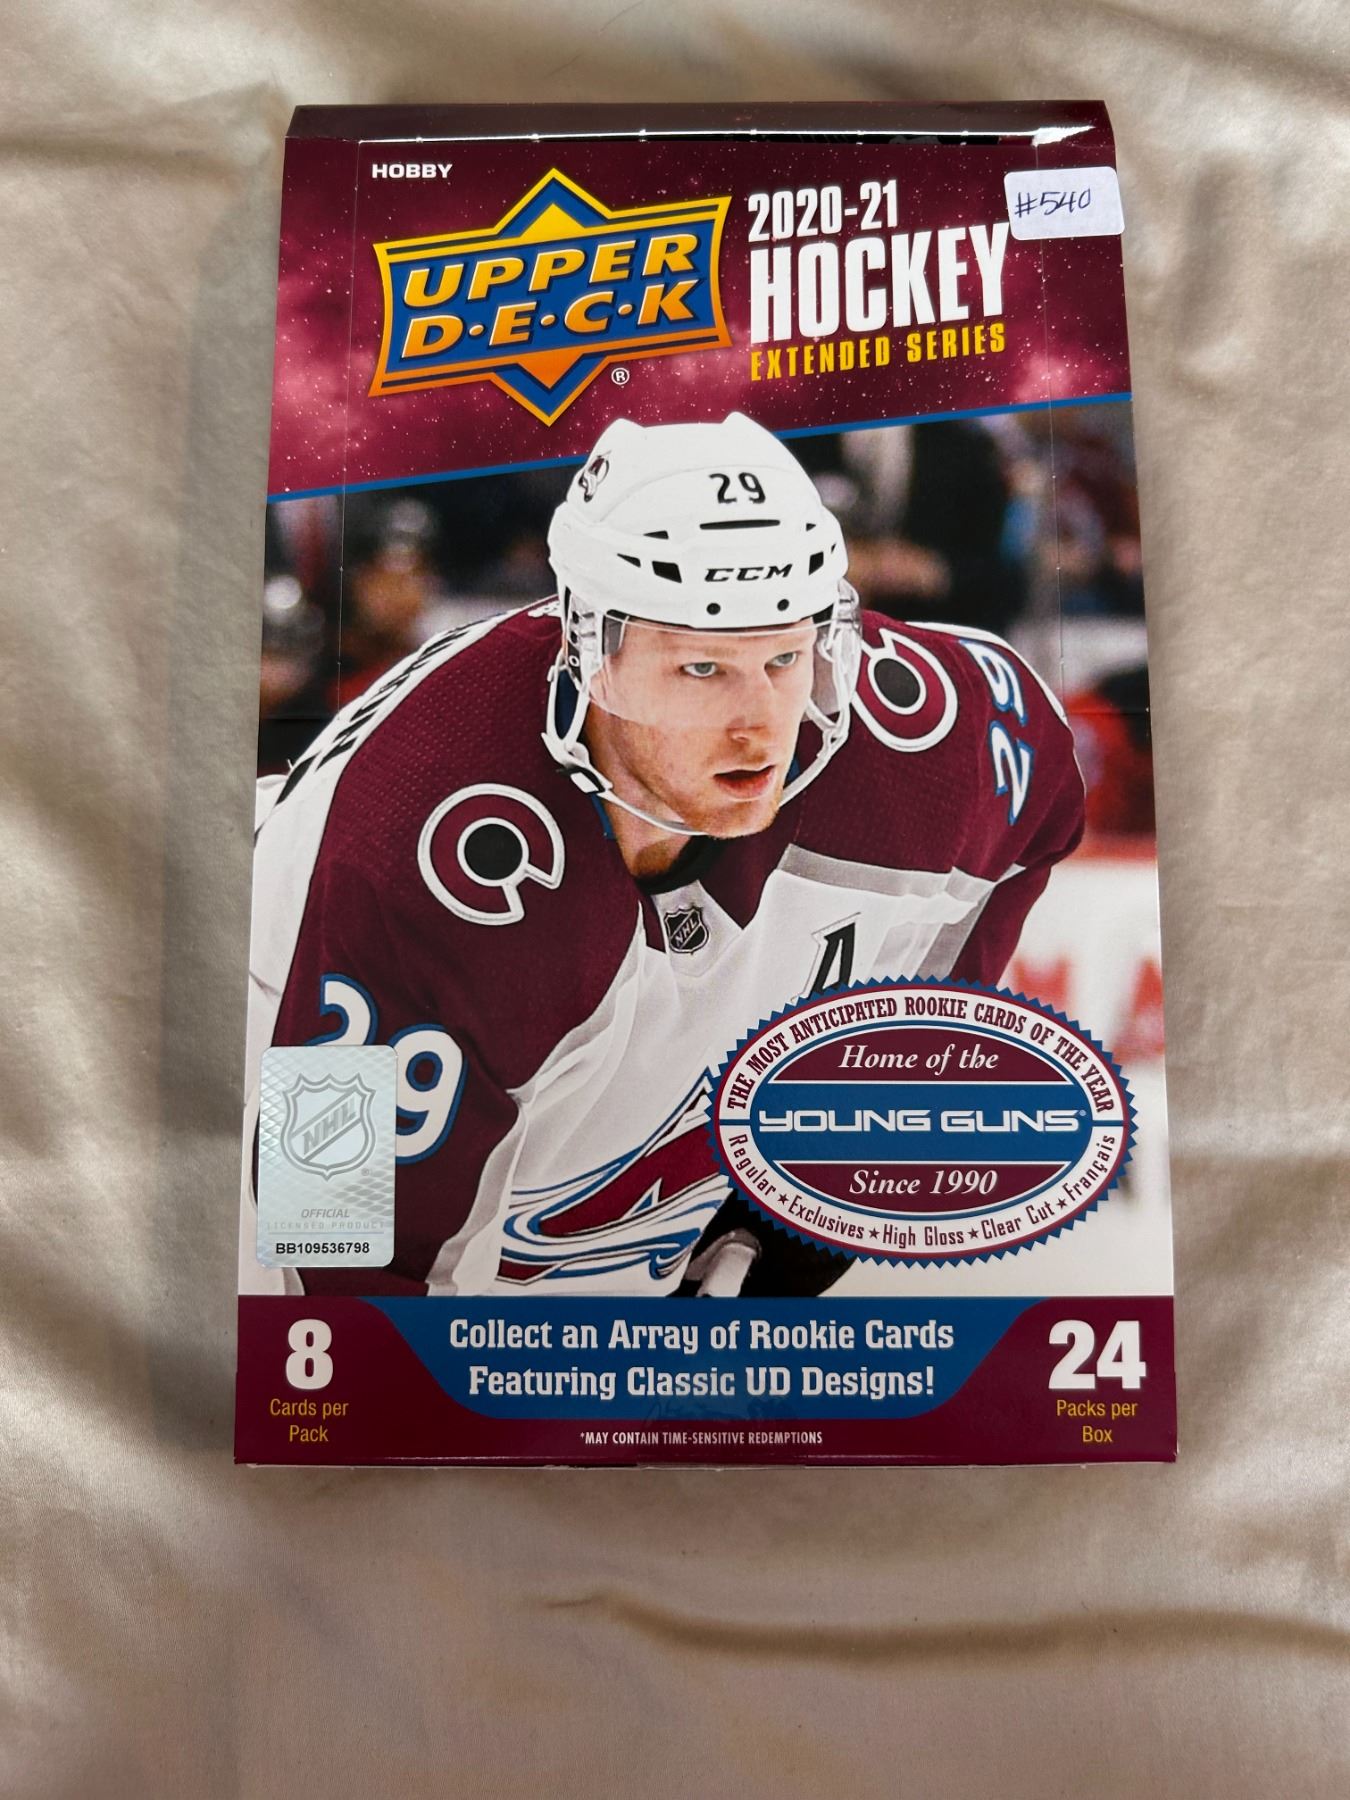 HOBBY
UPPER
D·E·C·K
®
2020-21
HOCKEY
EXTENDED SERIES
#540
29
CCM
29
NHL
A
29
THE MOST ANTICIPATED ROOKIE CARDS OF THE YEAR
Home of the
YOUNG GUNS®
Since 1990
Regular ★ Exclusives ★ High Gloss ★ Clear Cut ★ Français
NHL
®
OFFICIAL
LICENSED PRODUCT
BB109536798
8
Cards per
Pack
Collect an Array of Rookie Cards
Featuring Classic UD Designs!
*MAY CONTAIN TIME-SENSITIVE REDEMPTIONS
24
Packs per
Box